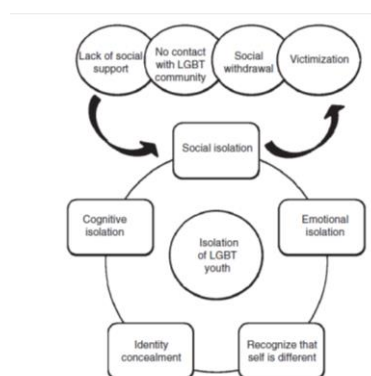 Lack of social
support
No contact
with LGBT
community
Social
withdrawal
Victimization
Social isolation
Cognitive
isolation
Emotional
isolation
Isolation
of LGBT
youth
Identity
concealment
Recognize that
self is different